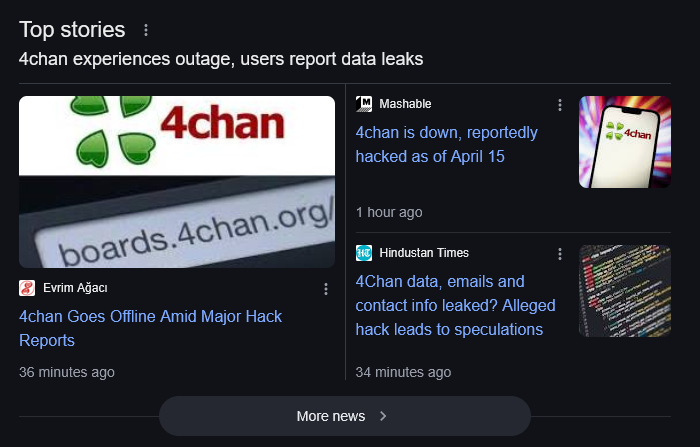 Top stories
4chan experiences outage, users report data leaks
4chan
boards.4chan.org/
Evrim Ağacı
4chan Goes Offline Amid Major Hack
Reports
36 minutes ago
Mashable
4chan is down, reportedly
hacked as of April 15
1 hour ago
4chan
Hindustan Times
4Chan data, emails and
contact info leaked? Alleged
hack leads to speculations
34 minutes ago
More news